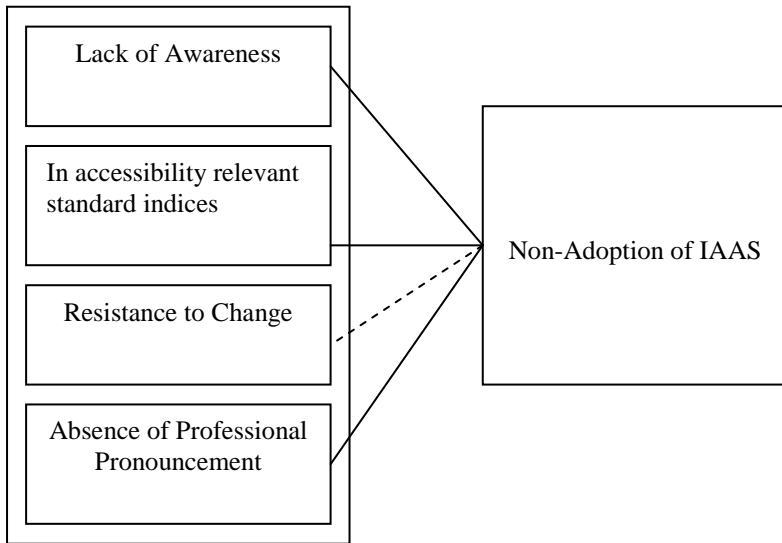 Lack of Awareness
In accessibility relevant
standard indices
Non-Adoption of IAAS
Resistance to Change
Absence of Professional
Pronouncement